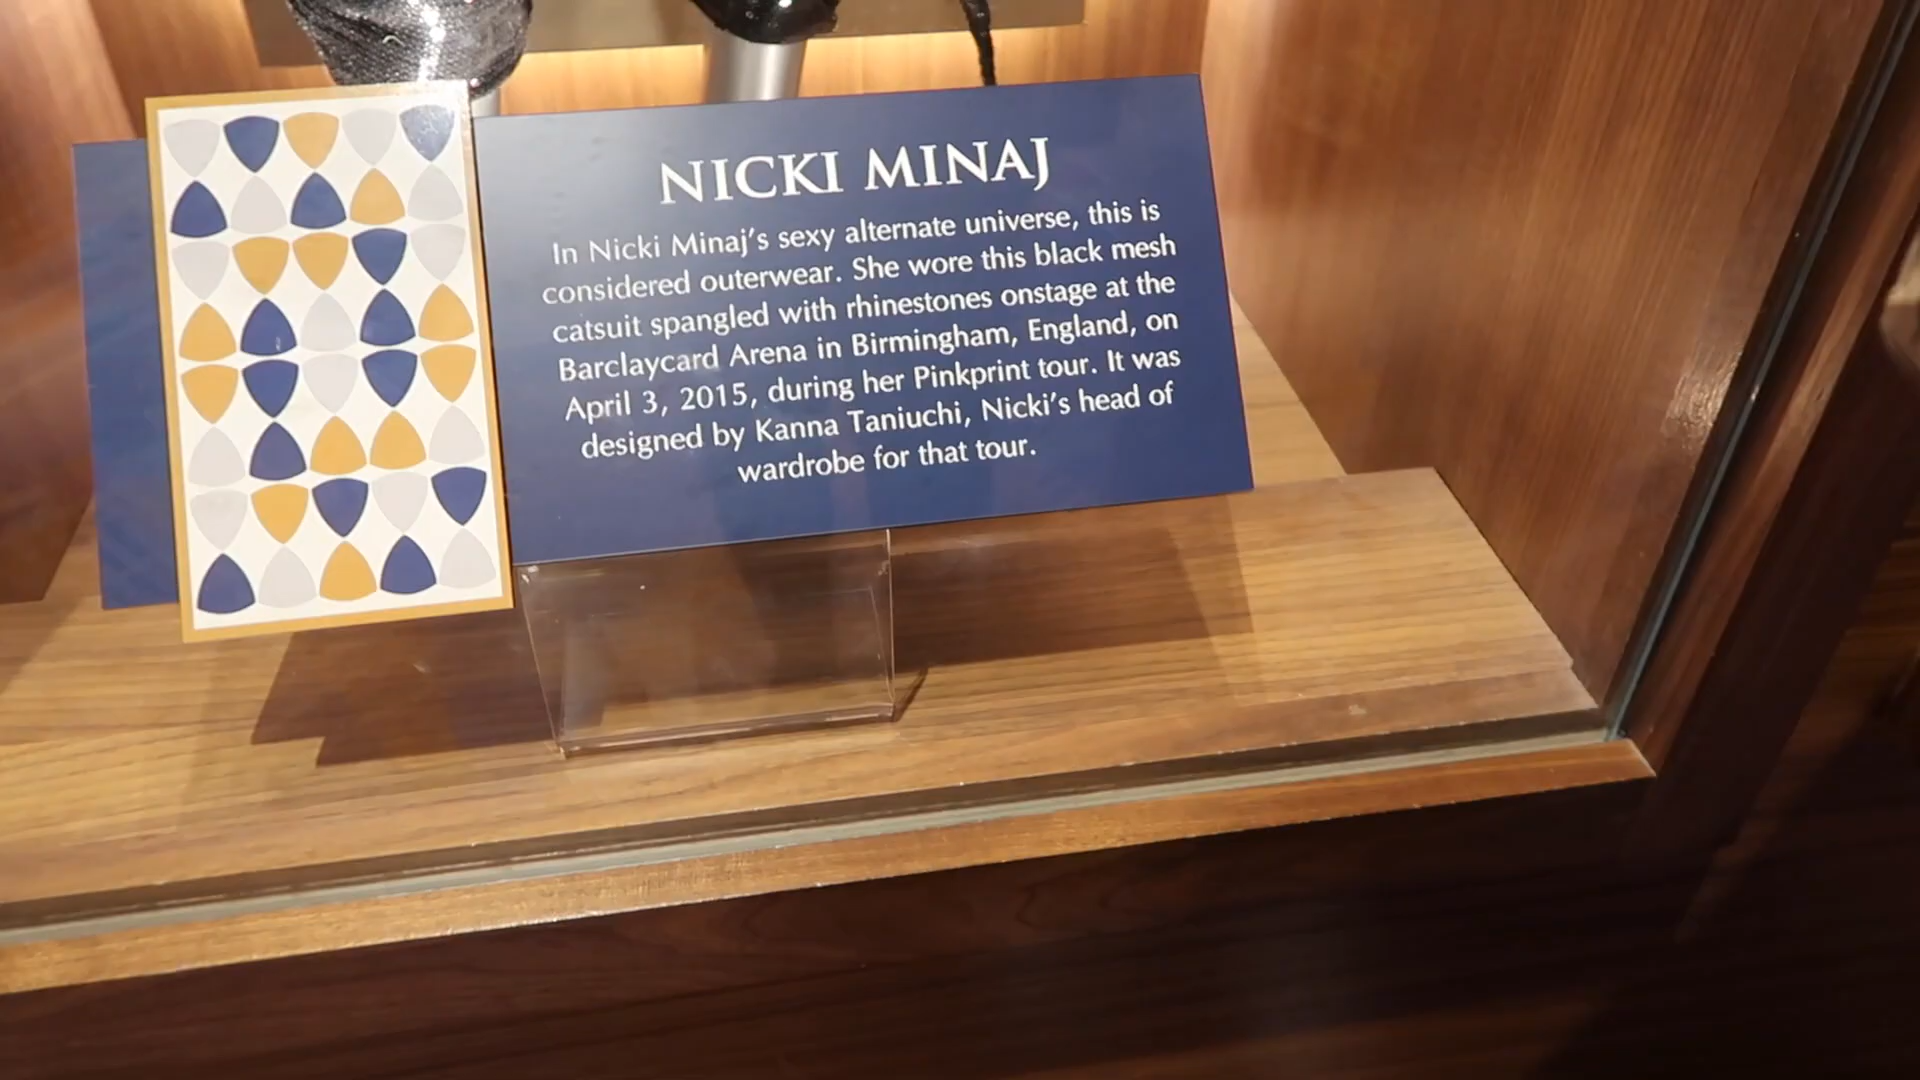 NICKI MINAJ
In Nicki Minaj's sexy alternate universe, this is
considered outerwear. She wore this black mesh
catsuit spangled with rhinestones onstage at the
Barclaycard Arena in Birmingham, England, on
April 3, 2015, during her Pinkprint tour. It was
designed by Kanna Taniuchi, Nicki's head of
wardrobe for that tour.